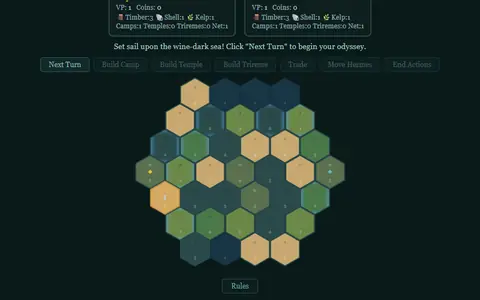 VP: 1 Coins: 0
🪵 Timber:3 🐚 Shell:1 🌿 Kelp:1
Camps:1 Temples:0 Triremes:0 Net:1
VP: 1 Coins: 0
🪵 Timber:3 🐚 Shell:1 🌿 Kelp:1
Camps:1 Temples:0 Triremes:0 Net:1
Set sail upon the wine-dark sea! Click "Next Turn" to begin your odyssey.
Next Turn Build Camp Build Temple Build Trireme Trade Move Hermes End Actions
Rules